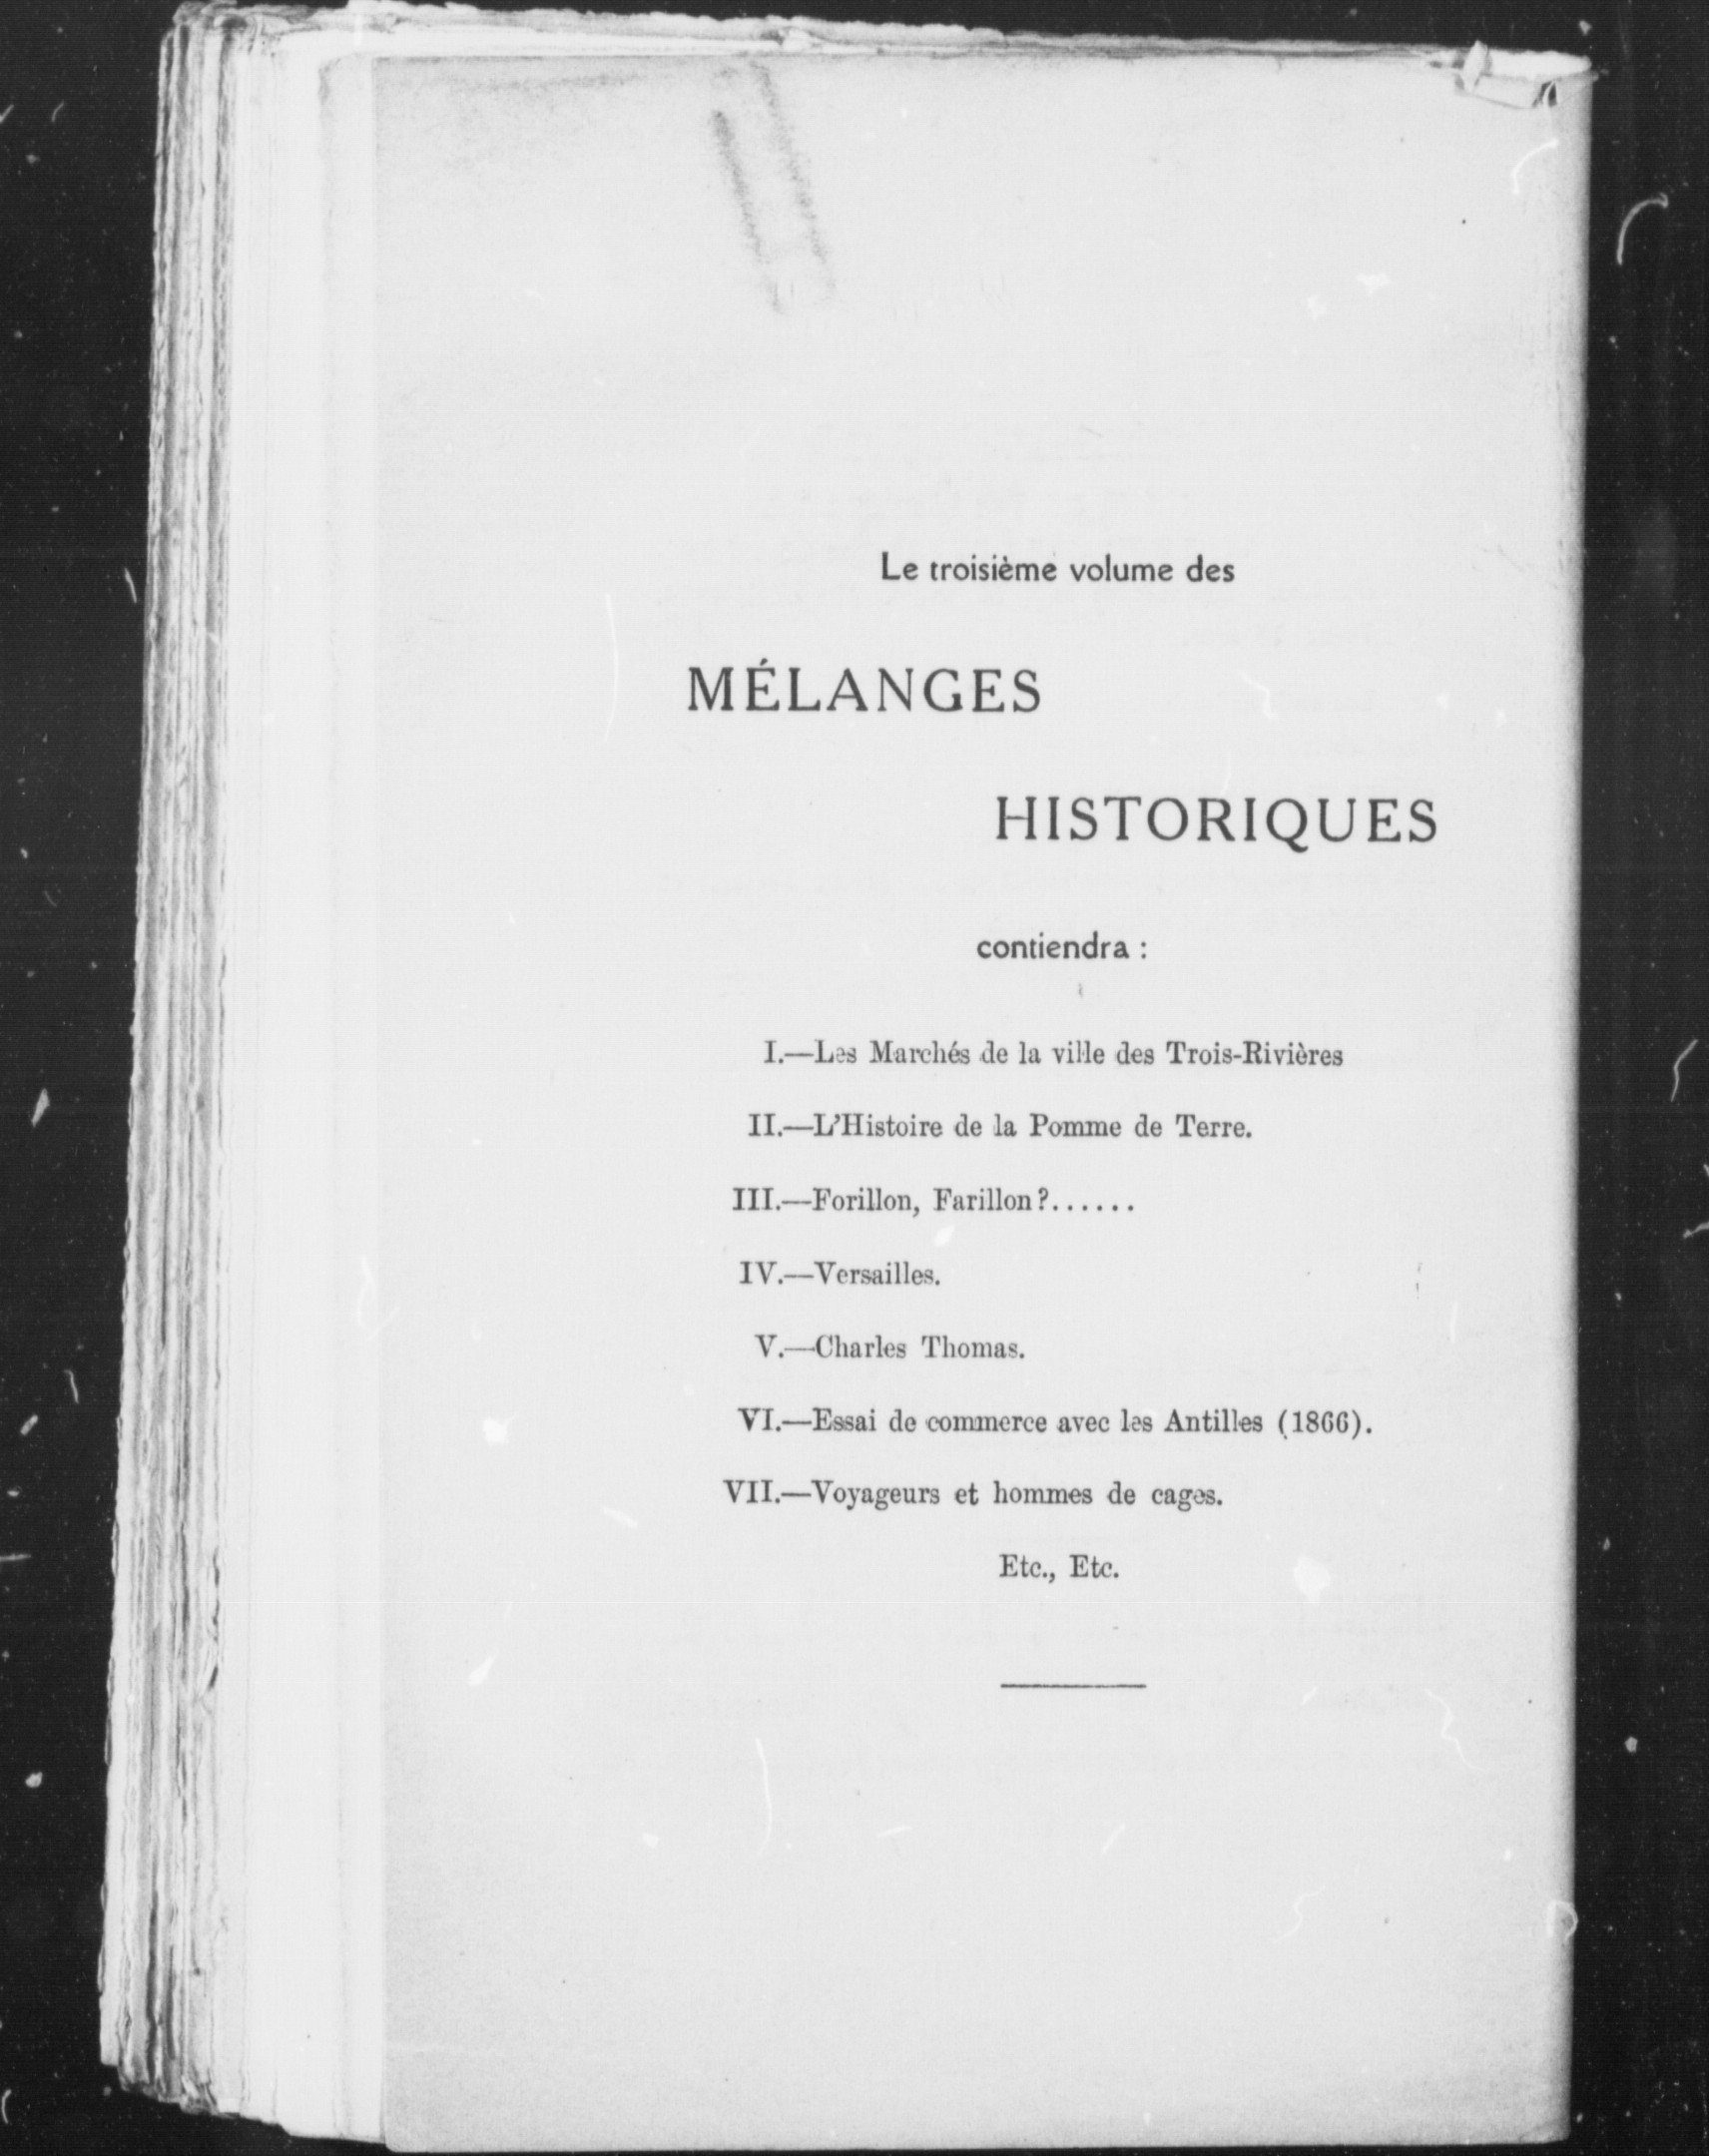 Le troisième volume des
MÉLANGES
HISTORIQUES
contiendra :
I.—Les Marchés de la ville des Trois-Rivières
II.—L'Histoire de la Pomme de Terre.
III.—Forillon, Farillon?......
IV.—Versailles.
V.—Charles Thomas.
VI.—Essai de commerce avec les Antilles (1866).
VII.—Voyageurs et hommes de cages.
Etc., Etc.